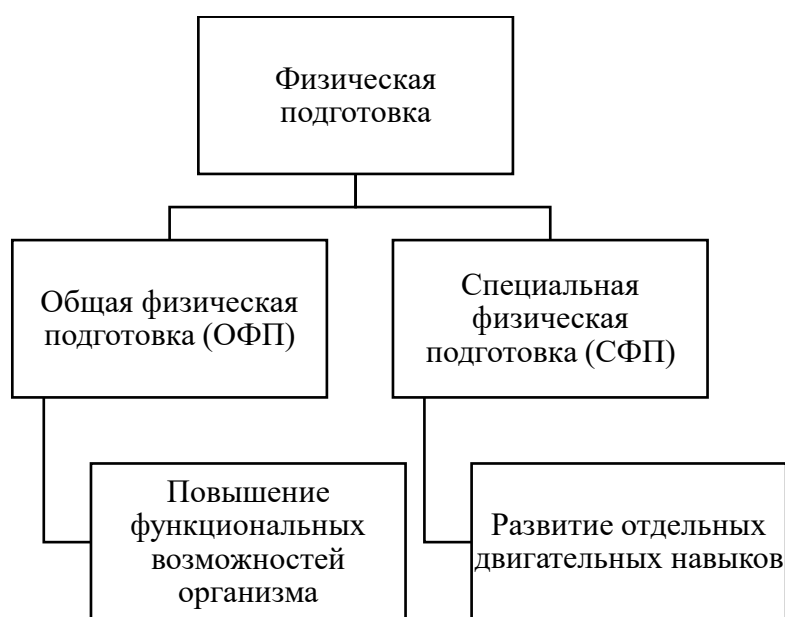 Физическая
подготовка
Общая физическая
подготовка (ОФП)
Специальная
физическая
подготовка (СФП)
Повышение
функциональных
возможностей
организма
Развитие отдельных
двигательных навыков